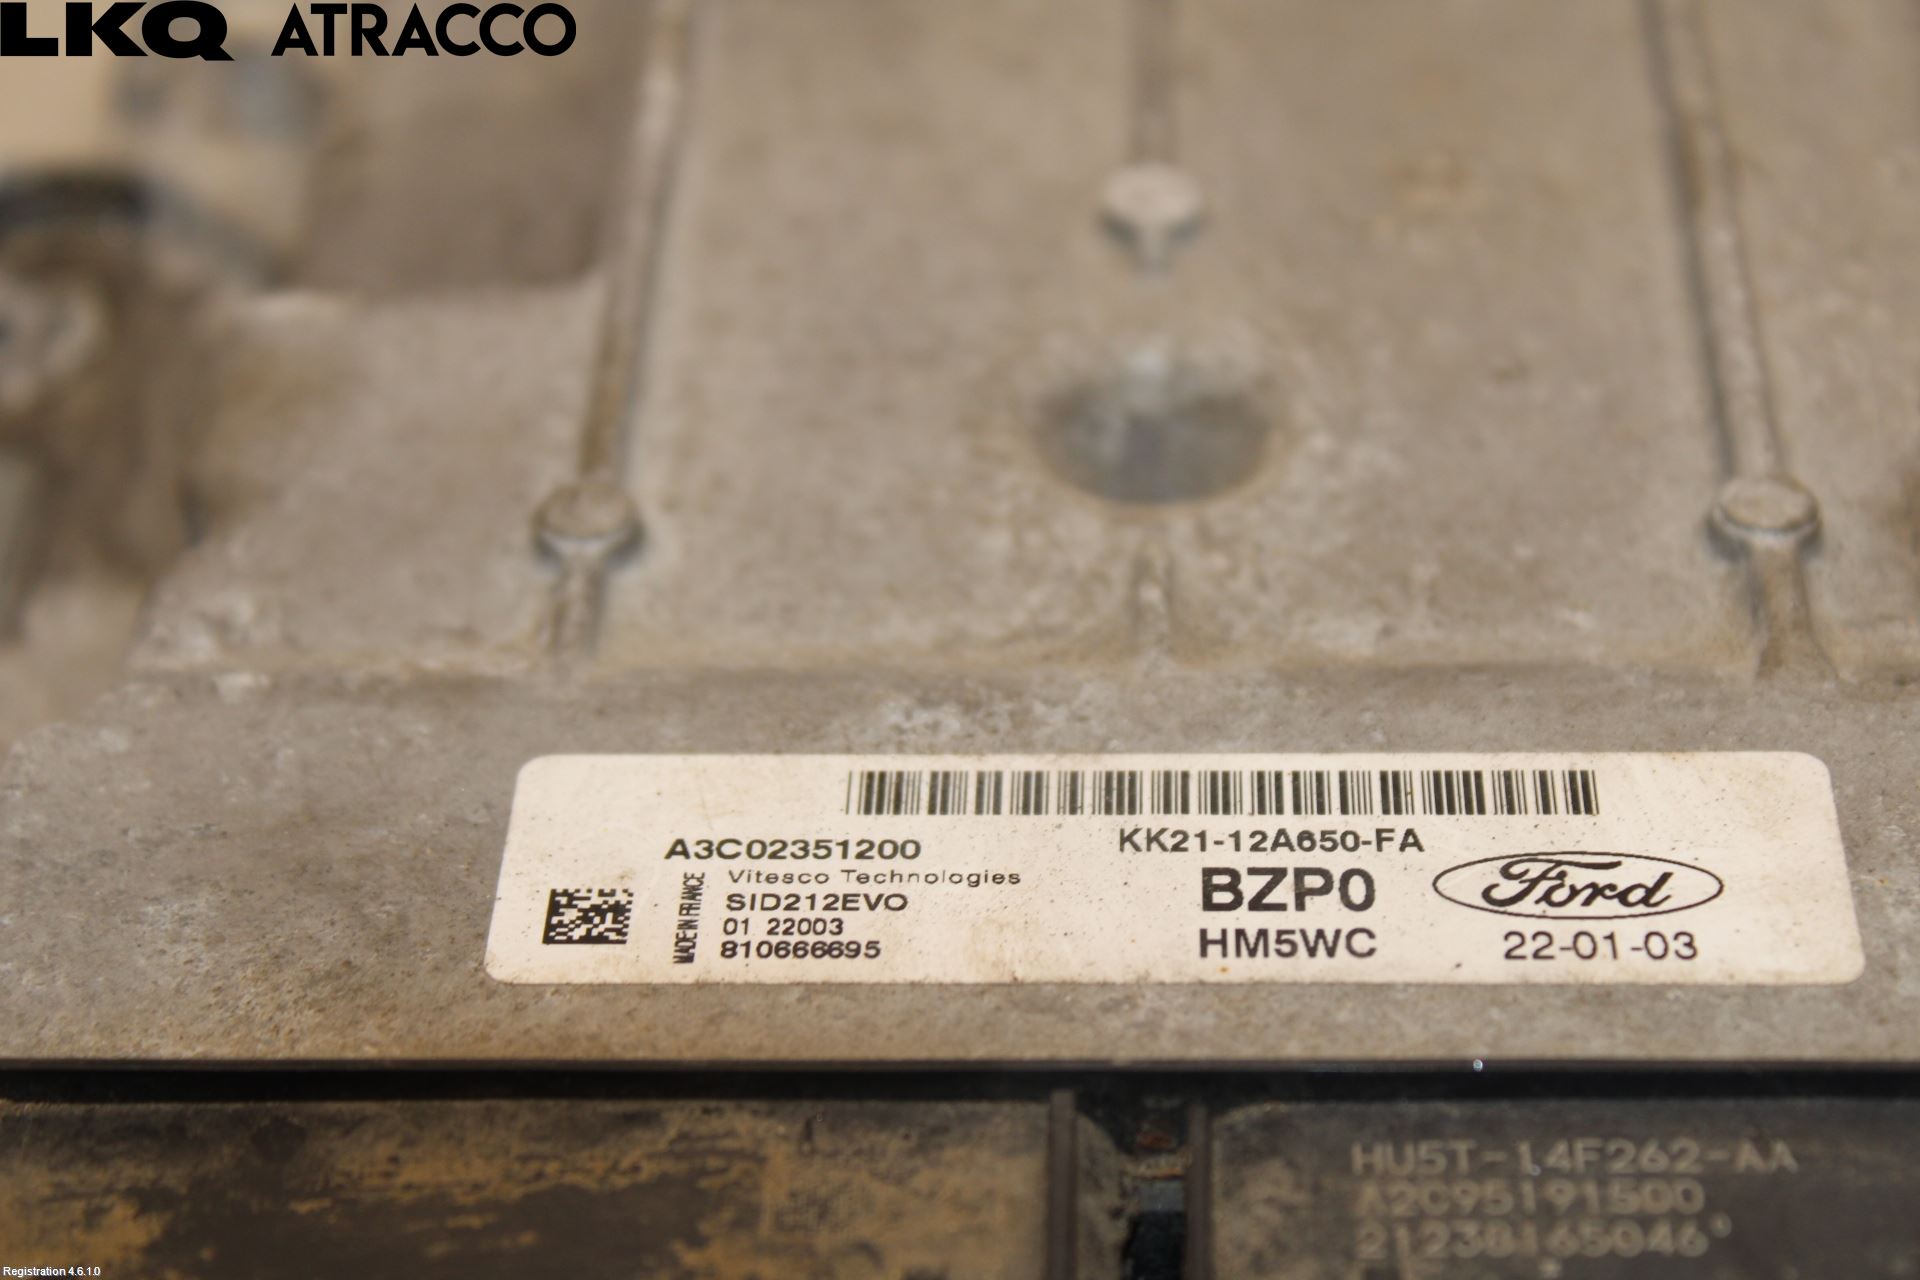 LKQ ATRACCO
A3C02351200
KK21-12A650-FA
Vitesco Technologies
MADE IN FRANCE
SID212EVO
01 22003
810666695
BZP0
HM5WC
Ford
22-01-03
HU5T-14F262-AA
A2C95191500
21238165046
Registration 4.6.1.0